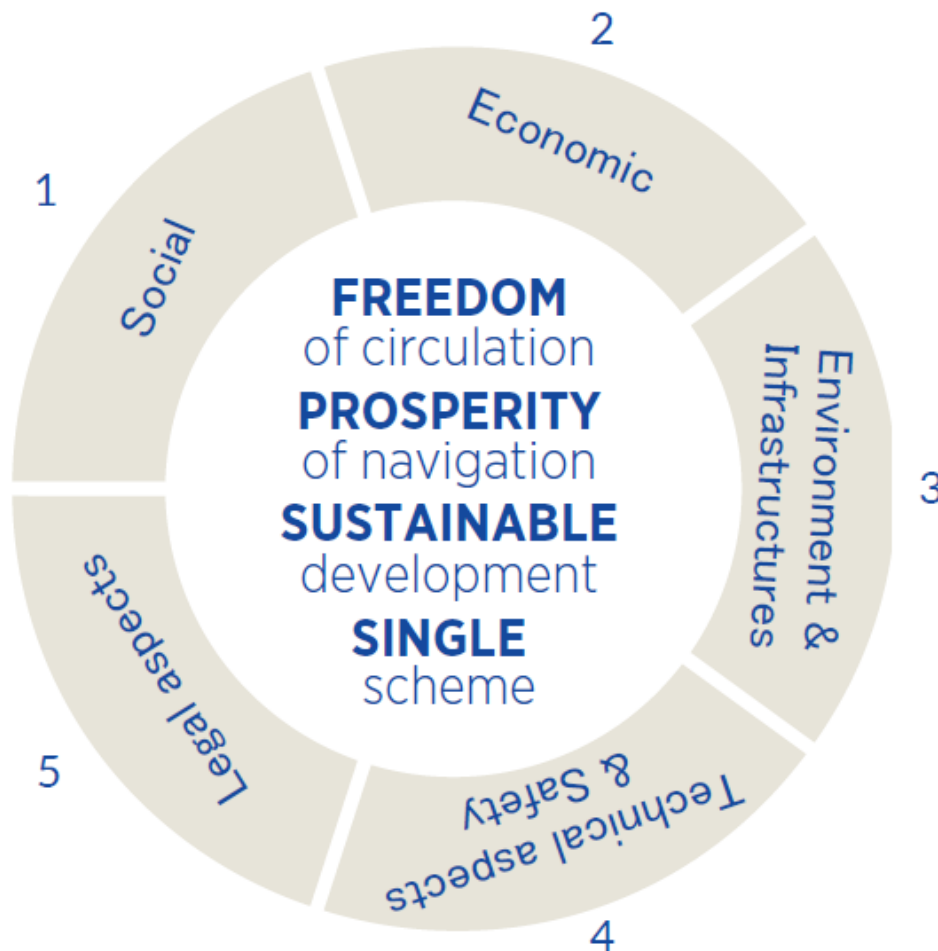 1
Social
2
Economic
3
Environment &
Infrastructures
4
Technical aspects
& Safety
5
Legal aspects
FREEDOM
of circulation
PROSPERITY
of navigation
SUSTAINABLE
development
SINGLE
scheme